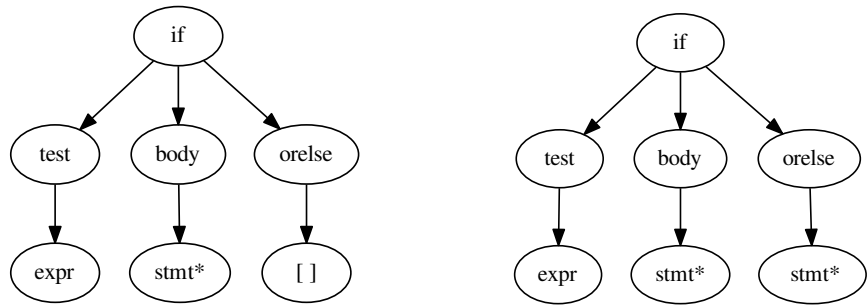 if
test body orelse
expr stmt* [ ]
if
test body orelse
expr stmt* stmt*